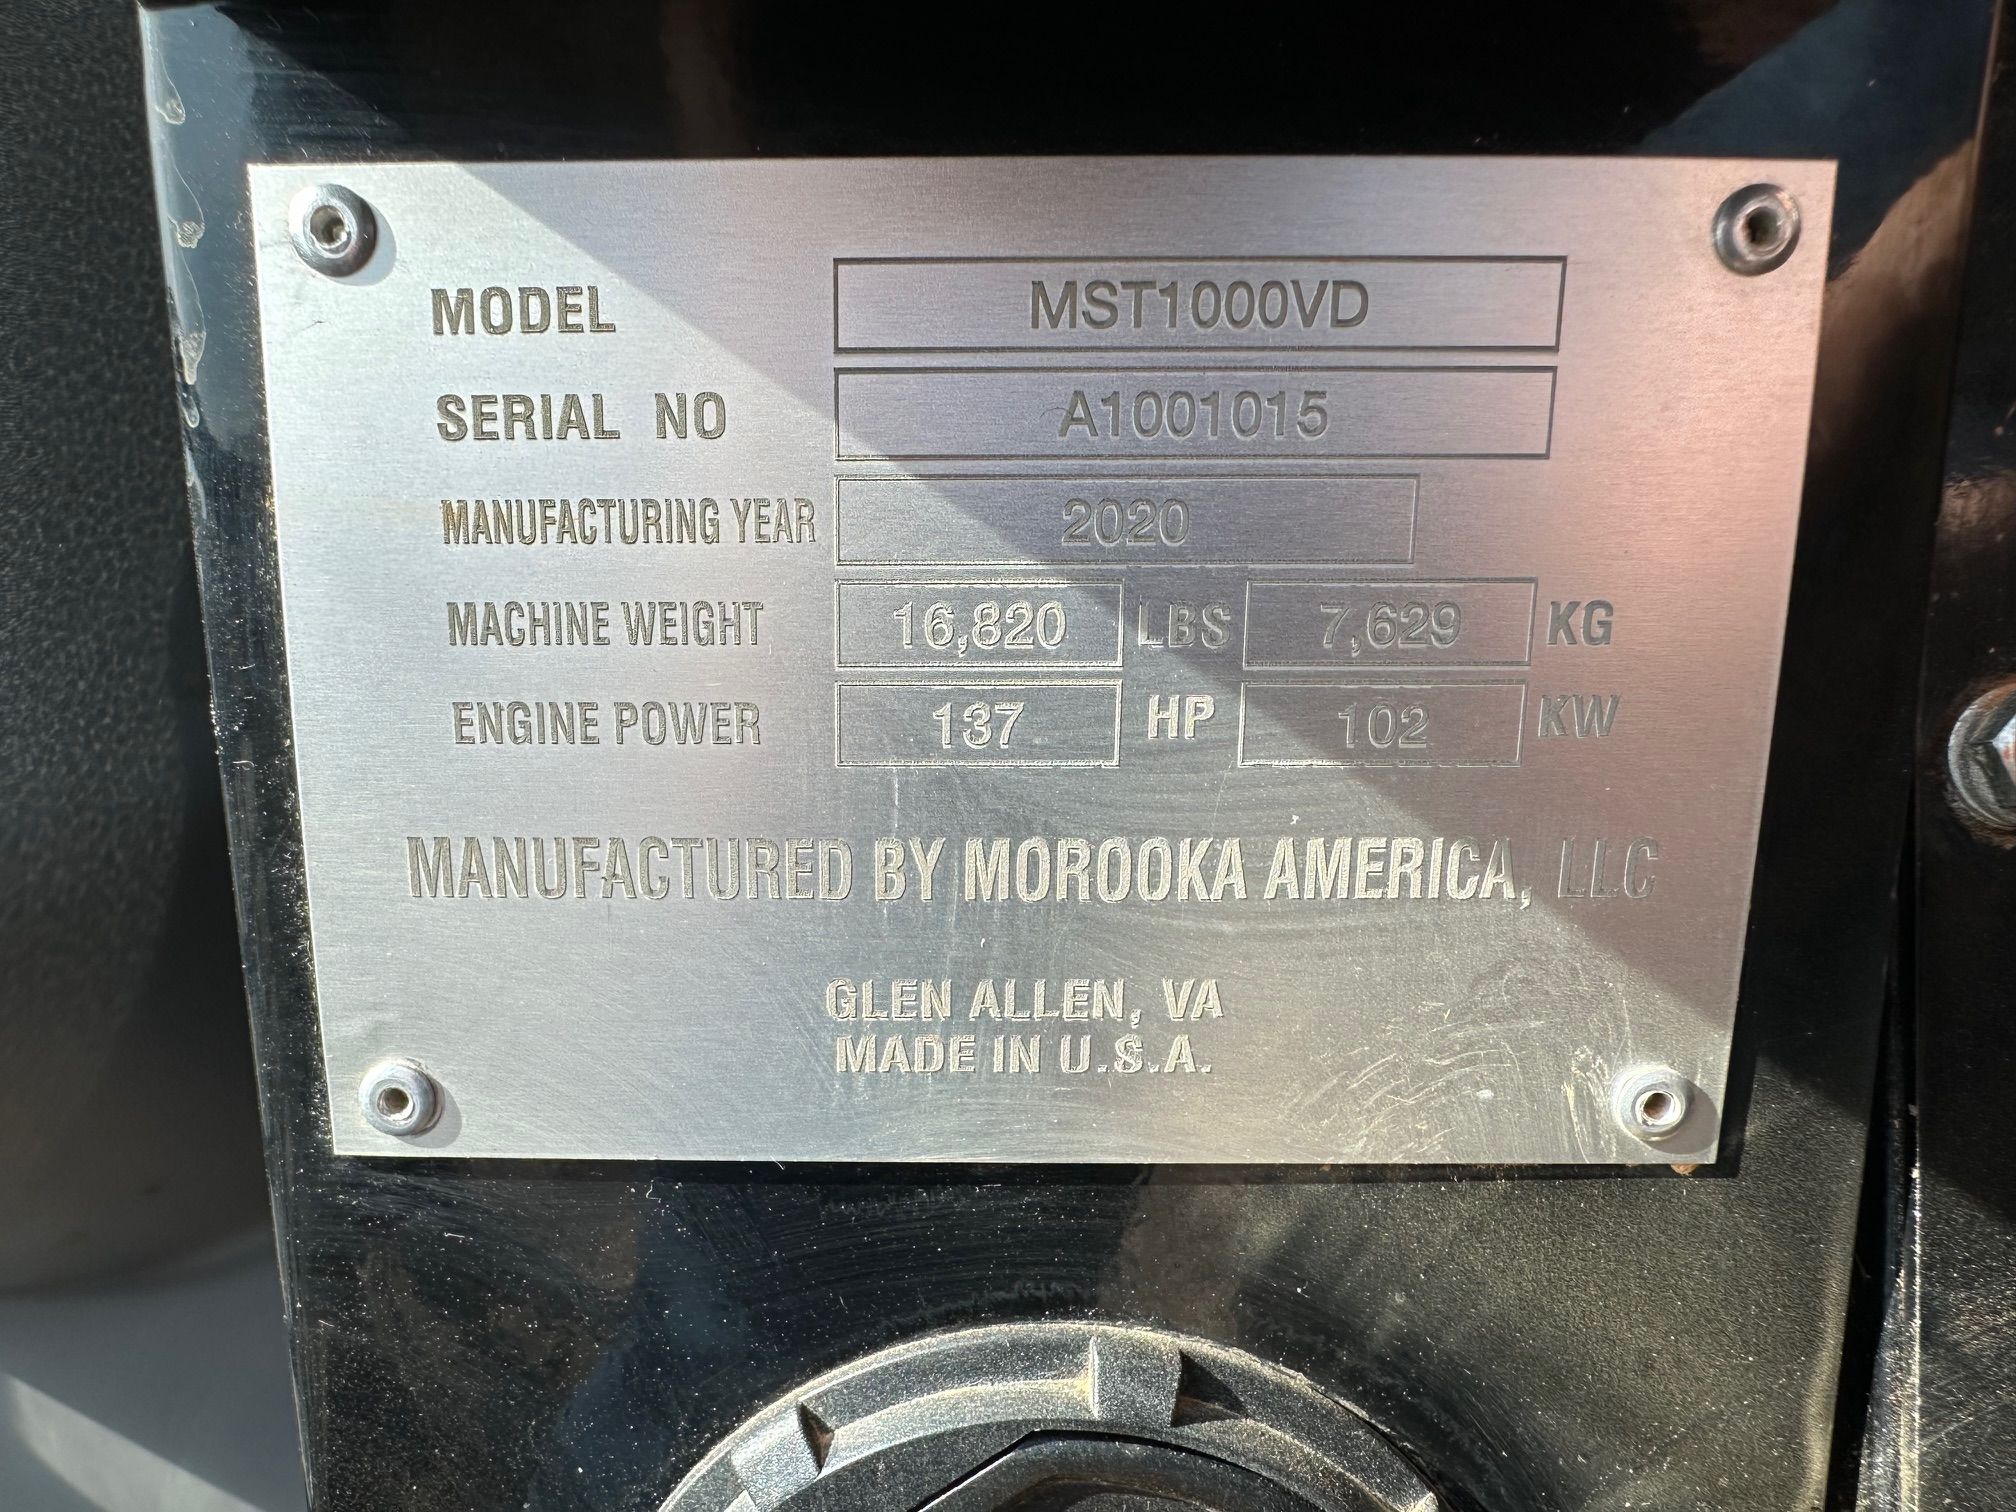 MODEL MST1000VD
SERIAL NO A1001015
MANUFACTURING YEAR 2020
MACHINE WEIGHT 16,820 LBS 7,629 KG
ENGINE POWER 137 HP 102 KW
MANUFACTURED BY MOROOKA AMERICA, LLC
GLEN ALLEN, VA
MADE IN U.S.A.